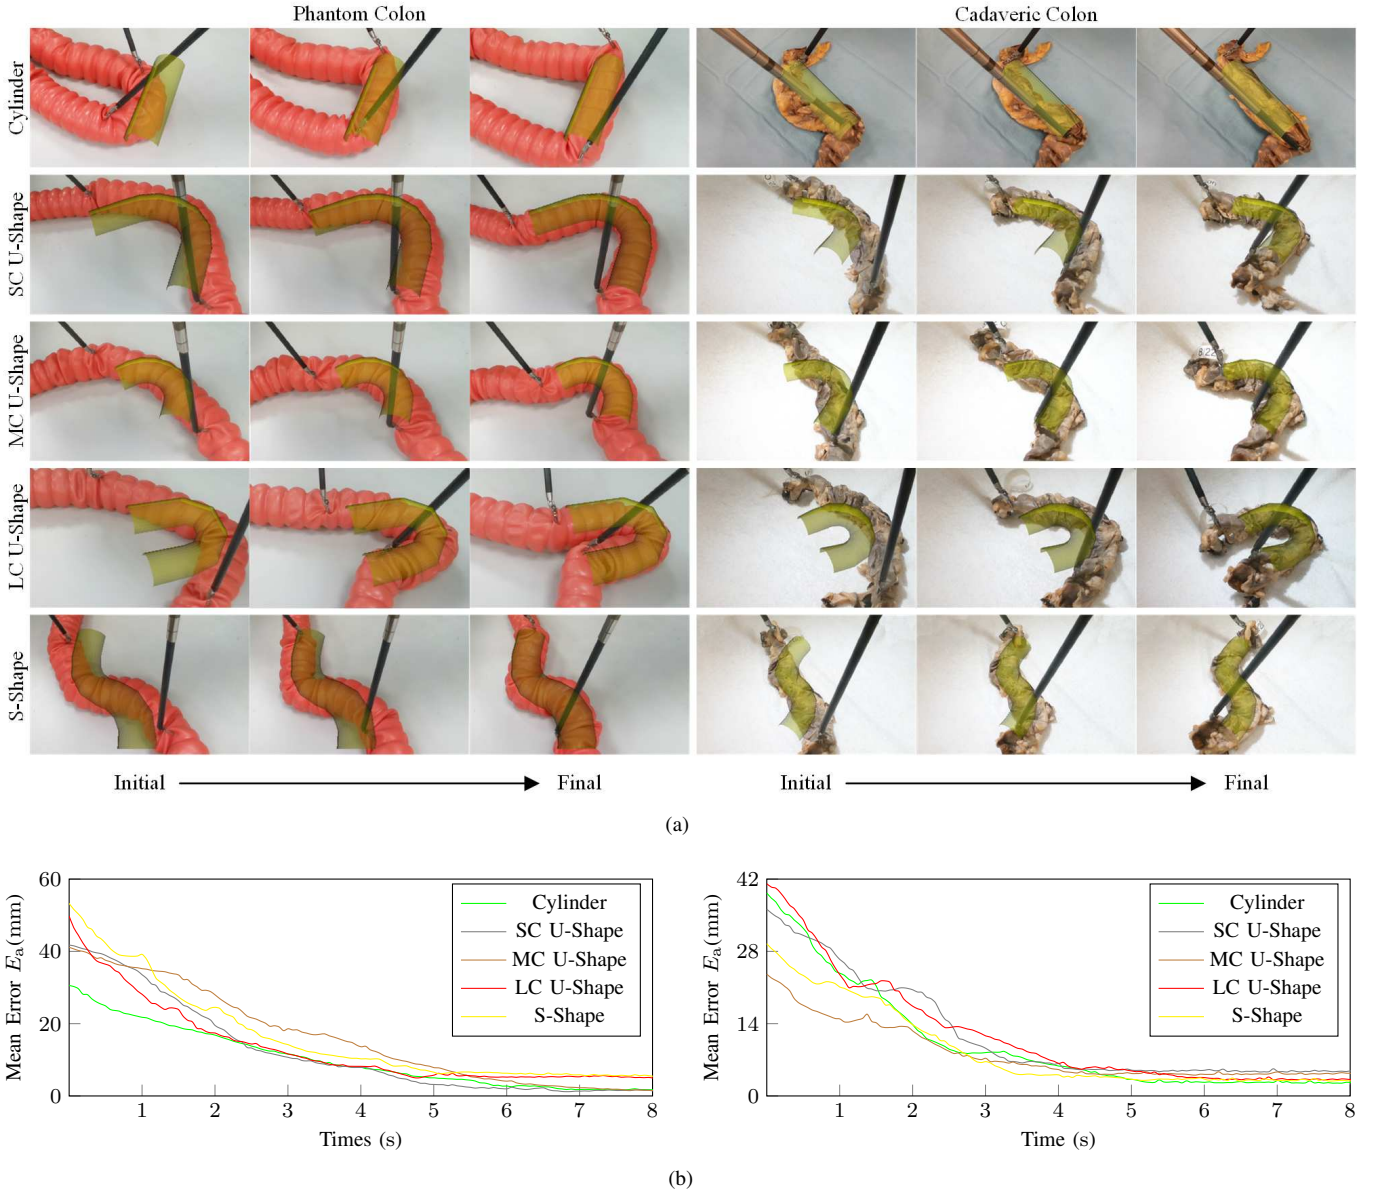 Phantom Colon
Cadaveric Colon
Cylinder
SC U-Shape
MC U-Shape
LC U-Shape
S-Shape
Initial
Final
Initial
Final
(a)
Mean Error Ea(mm)
60
40
20
0
1 2 3 4 5 6 7 8
Times (s)
Cylinder
SC U-Shape
MC U-Shape
LC U-Shape
S-Shape
Mean Error Ea(mm)
42
28
14
0
1 2 3 4 5 6 7 8
Time (s)
Cylinder
SC U-Shape
MC U-Shape
LC U-Shape
S-Shape
(b)